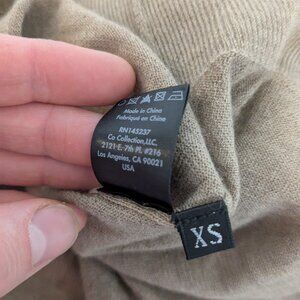 Made in China
Fabriqué en Chine
RN145237
Co Collection, LLC.
2121 E. 7th Pl. #216
Los Angeles, CA 90021
USA
XS